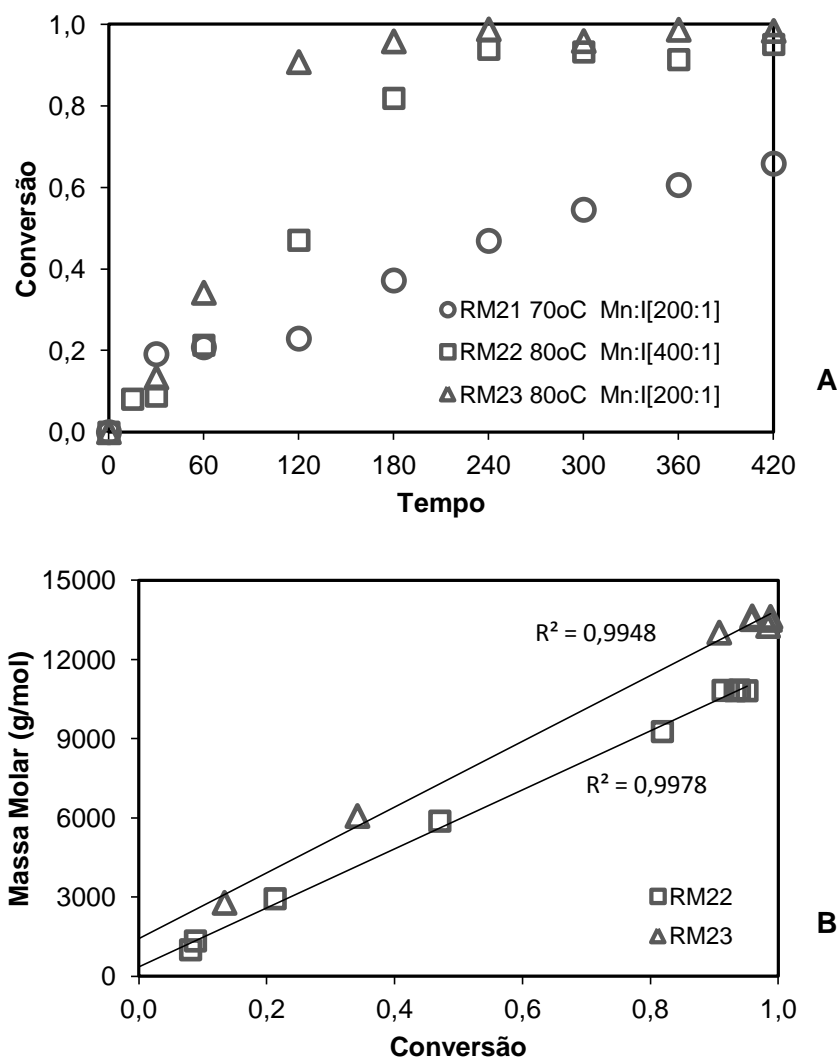 1,0
0,8
0,6
0,4
0,2
0,0
Conversão
RM21 70oC Mn:I[200:1]
RM22 80oC Mn:I[400:1]
RM23 80oC Mn:I[200:1]
A
0 60 120 180 240 300 360 420
Tempo
15000
12000
9000
6000
3000
0
Massa Molar (g/mol)
R² = 0,9948
R² = 0,9978
RM22
RM23
B
0,0 0,2 0,4 0,6 0,8 1,0
Conversão